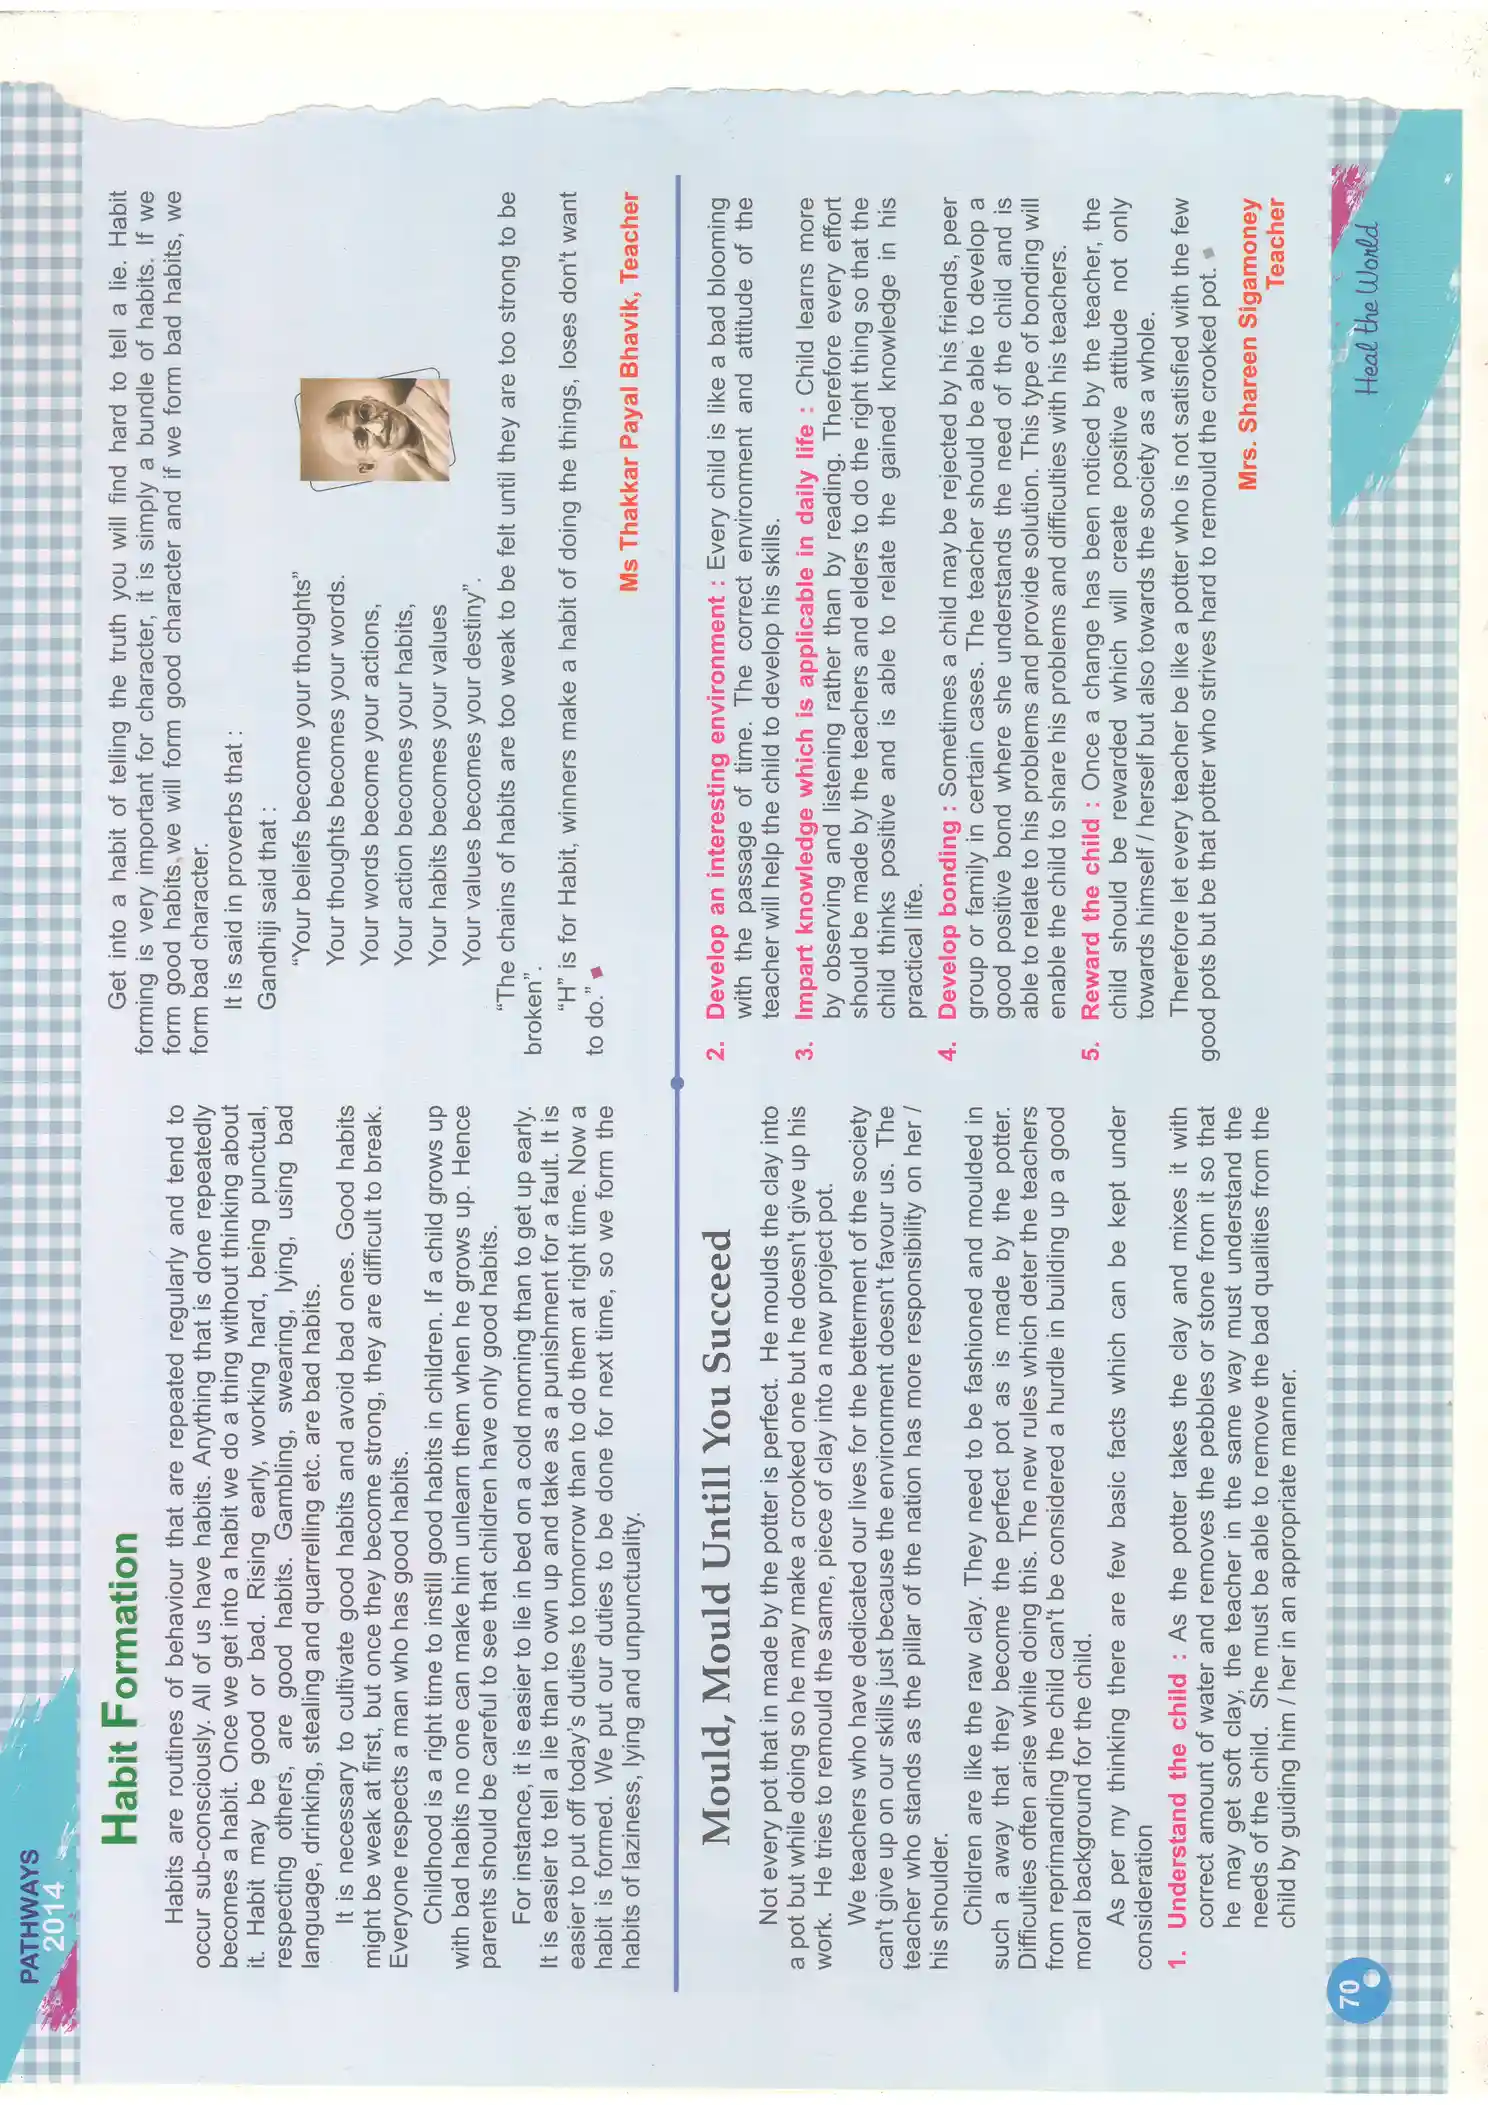 PATHWAYS
2014
Habit Formation
Habits are routines of behaviour that are repeated regularly and tend to
occur sub-consciously. All of us have habits. Anything that is done repeatedly
becomes a habit. Once we get into a habit we do a thing without thinking about
it. Habit may be good or bad. Rising early, working hard, being punctual,
respecting others, are good habits. Gambling, swearing, lying, using bad
language, drinking, stealing and quarrelling etc. are bad habits.
It is necessary to cultivate good habits and avoid bad ones. Good habits
might be weak at first, but once they become strong, they are difficult to break.
Everyone respects a man who has good habits.
Childhood is a right time to instill good habits in children. If a child grows up
with bad habits no one can make him unlearn them when he grows up. Hence
parents should be careful to see that children have only good habits.
For instance, it is easier to lie in bed on a cold morning than to get up early.
It is easier to tell a lie than to own up and take as a punishment for a fault. It is
easier to put off today's duties to tomorrow than to do them at right time. Now a
habit is formed. We put our duties to be done for next time, so we form the
habits of laziness, lying and unpunctuality.
Get into a habit of telling the truth you will find hard to tell a lie. Habit
forming is very important for character, it is simply a bundle of habits. If we
form good habits, we will form good character and if we form bad habits, we
form bad character.
It is said in proverbs that :
Gandhiji said that :
“Your beliefs become your thoughts”
Your thoughts becomes your words.
Your words become your actions,
Your action becomes your habits,
Your habits becomes your values
Your values becomes your destiny”.
“The chains of habits are too weak to be felt until they are too strong to be
broken”.
“H” is for Habit, winners make a habit of doing the things, loses don't want
to do.”
Ms Thakkar Payal Bhavik, Teacher
Mould, Mould Untill You Succeed
Not every pot that in made by the potter is perfect. He moulds the clay into
a pot but while doing so he may make a crooked one but he doesn't give up his
work. He tries to remould the same, piece of clay into a new project pot.
We teachers who have dedicated our lives for the betterment of the society
can't give up on our skills just because the environment doesn't favour us. The
teacher who stands as the pillar of the nation has more responsibility on her /
his shoulder.
Children are like the raw clay. They need to be fashioned and moulded in
such a away that they become the perfect pot as is made by the potter.
Difficulties often arise while doing this. The new rules which deter the teachers
from reprimanding the child can't be considered a hurdle in building up a good
moral background for the child.
As per my thinking there are few basic facts which can be kept under
consideration
1. Understand the child : As the potter takes the clay and mixes it with
correct amount of water and removes the pebbles or stone from it so that
he may get soft clay, the teacher in the same way must understand the
needs of the child. She must be able to remove the bad qualities from the
child by guiding him / her in an appropriate manner.
2. Develop an interesting environment : Every child is like a bad blooming
with the passage of time. The correct environment and attitude of the
teacher will help the child to develop his skills.
3. Impart knowledge which is applicable in daily life : Child learns more
by observing and listening rather than by reading. Therefore every effort
should be made by the teachers and elders to do the right thing so that the
child thinks positive and is able to relate the gained knowledge in his
practical life.
4. Develop bonding : Sometimes a child may be rejected by his friends, peer
group or family in certain cases. The teacher should be able to develop a
good positive bond where she understands the need of the child and is
able to relate to his problems and provide solution. This type of bonding will
enable the child to share his problems and difficulties with his teachers.
5. Reward the child : Once a change has been noticed by the teacher, the
child should be rewarded which will create positive attitude not only
towards himself / herself but also towards the society as a whole.
Therefore let every teacher be like a potter who is not satisfied with the few
good pots but be that potter who strives hard to remould the crooked pot.
Mrs. Shareen Sigamoney
Teacher
70
Heal the World